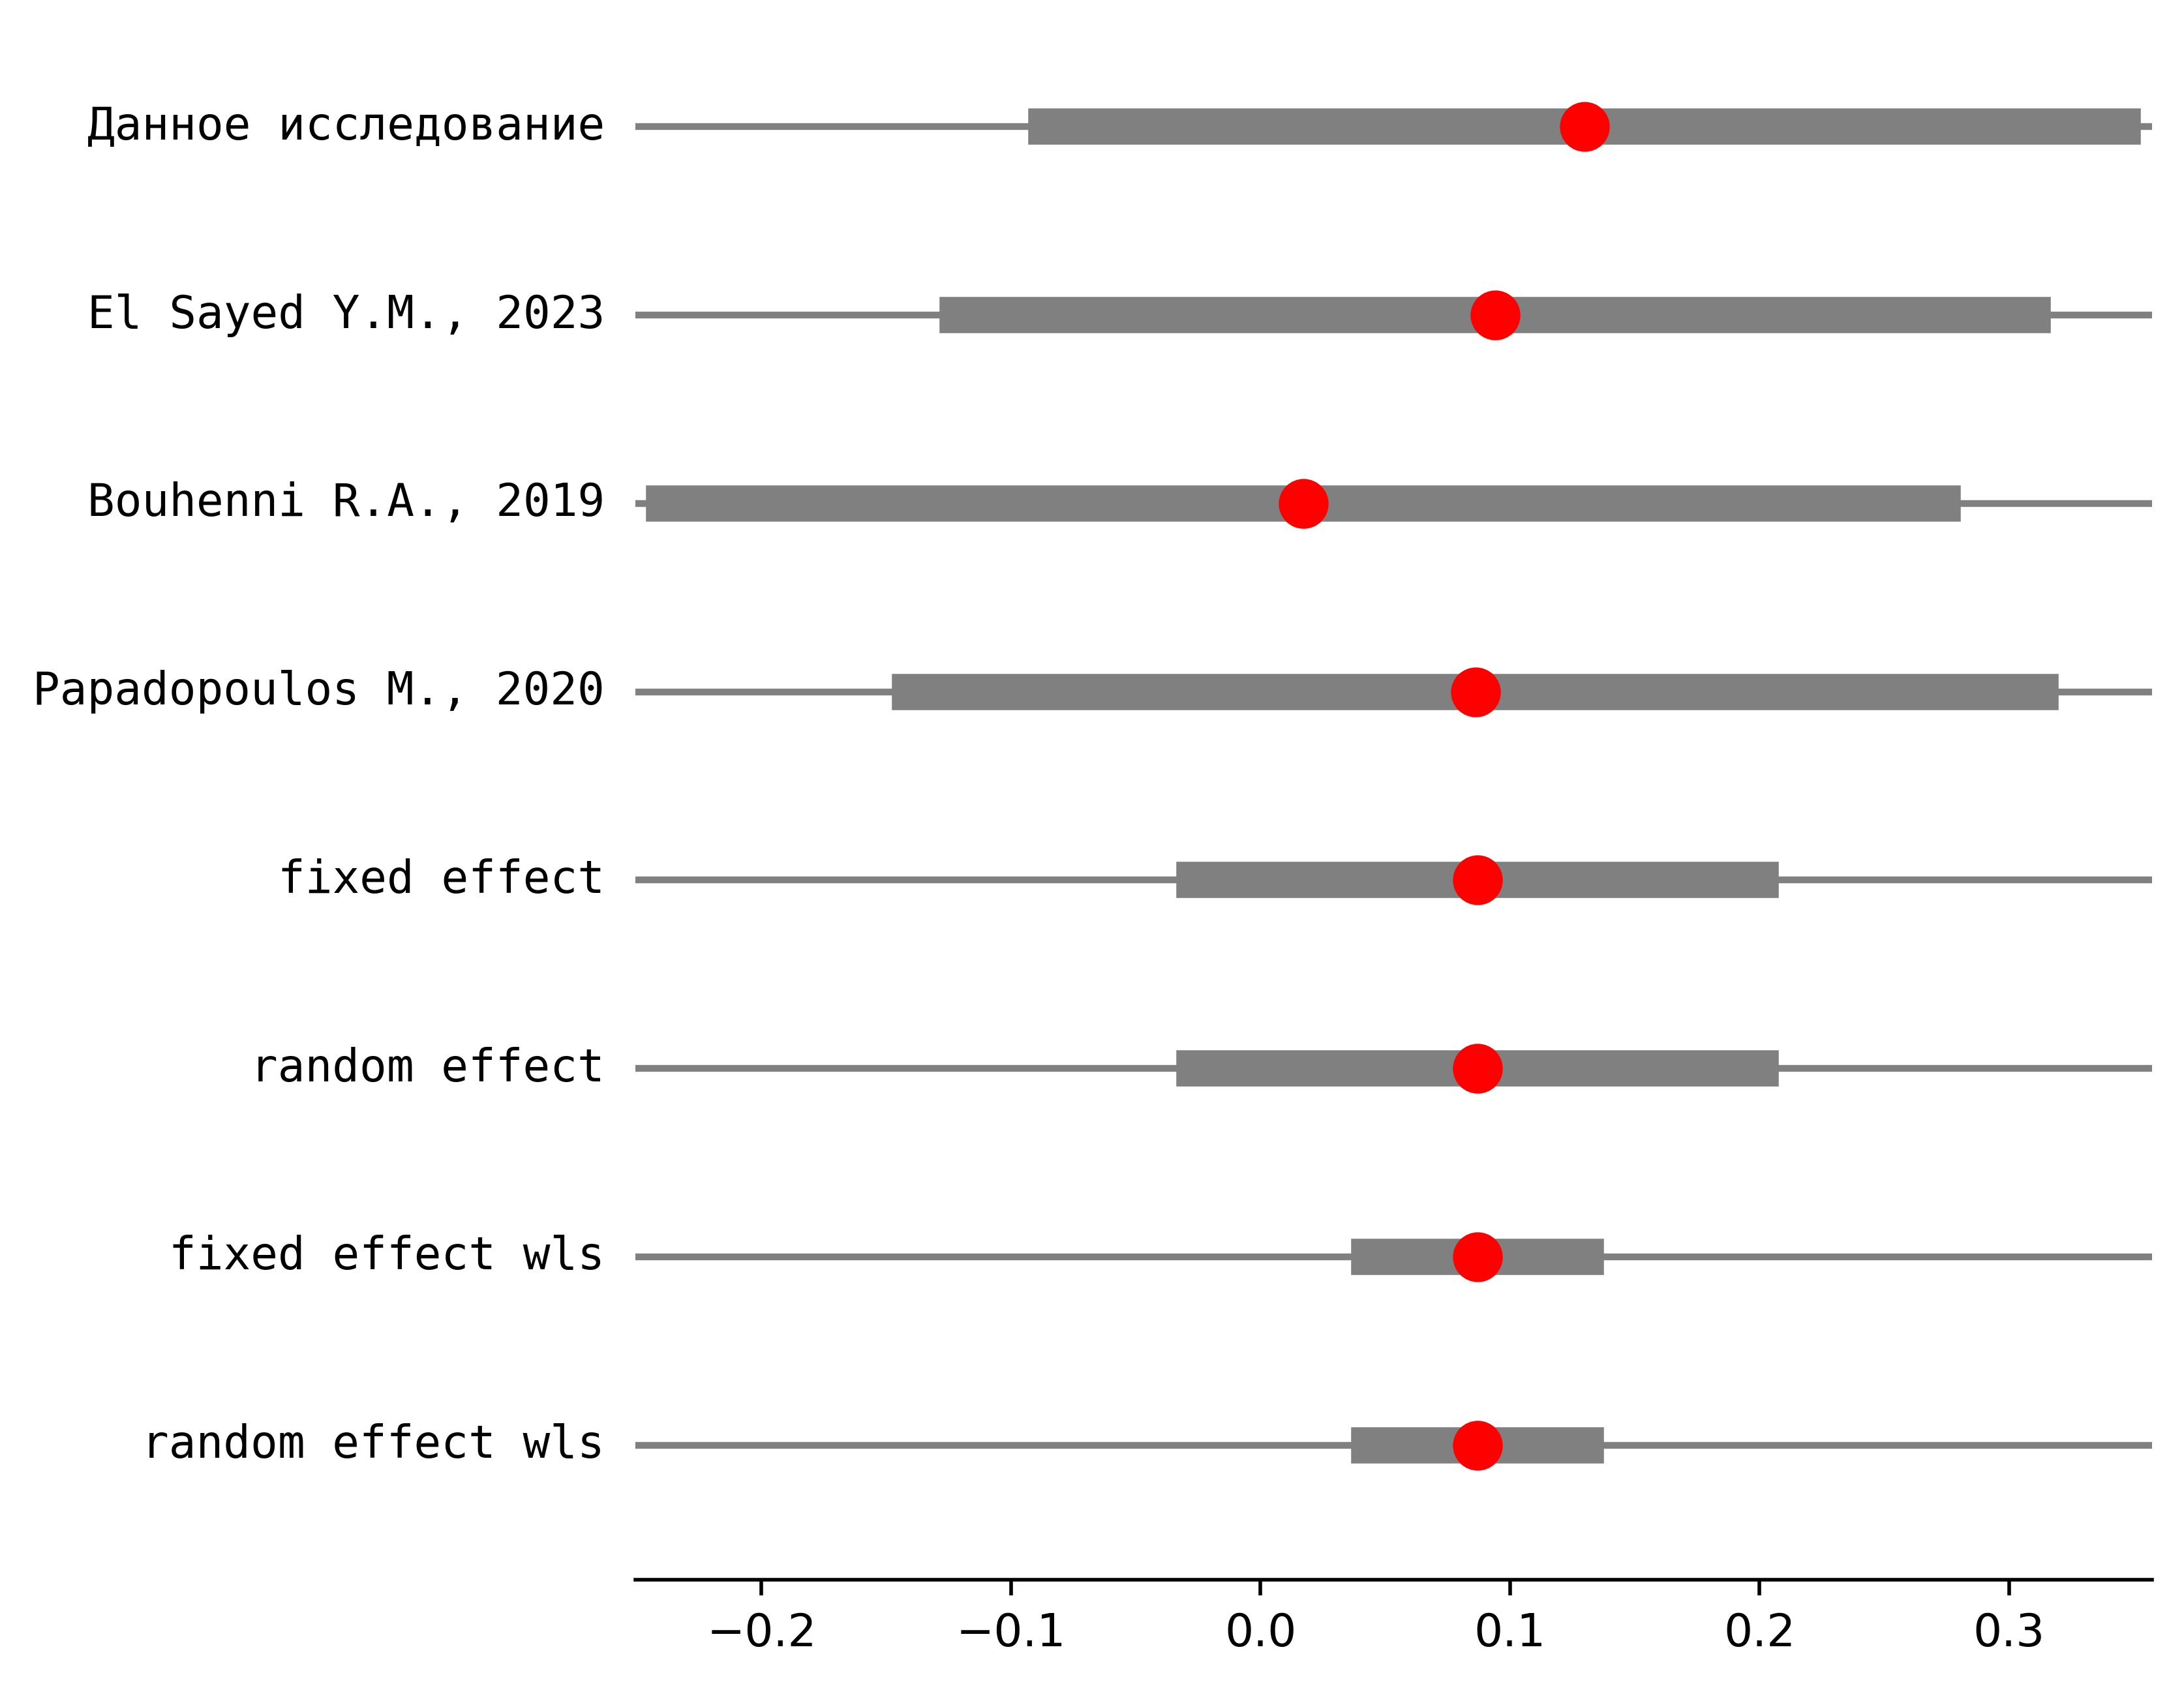 Данное исследование
El Sayed Y.M., 2023
Bouhenni R.A., 2019
Papadopoulos M., 2020
fixed effect
random effect
fixed effect wls
random effect wls
−0.2 −0.1 0.0 0.1 0.2 0.3